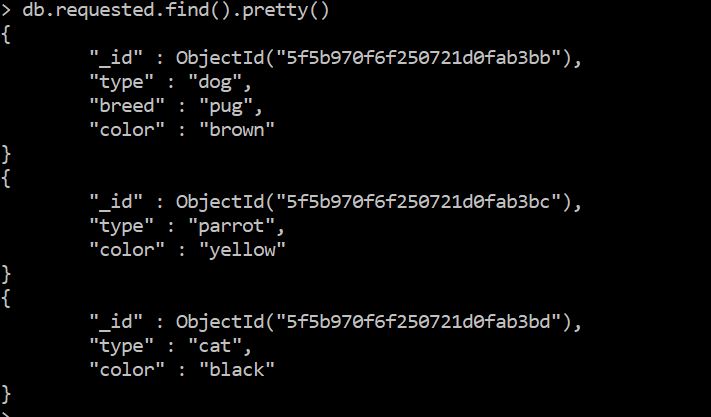 > db.requested.find().pretty()
{
        "_id" : ObjectId("5f5b970f6f250721d0fab3bb"),
        "type" : "dog",
        "breed" : "pug",
        "color" : "brown"
}
{
        "_id" : ObjectId("5f5b970f6f250721d0fab3bc"),
        "type" : "parrot",
        "color" : "yellow"
}
{
        "_id" : ObjectId("5f5b970f6f250721d0fab3bd"),
        "type" : "cat",
        "color" : "black"
}
>